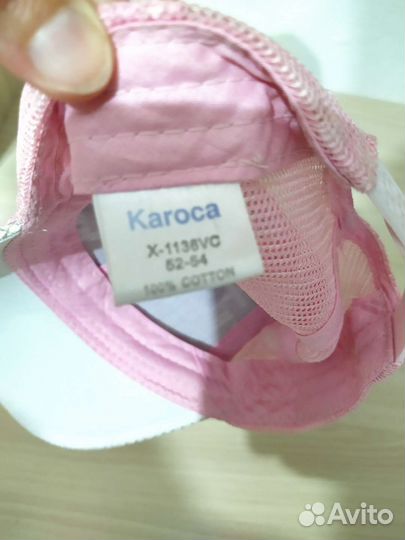 Karoca
X-1136VC
52-54
100% COTTON
Avito